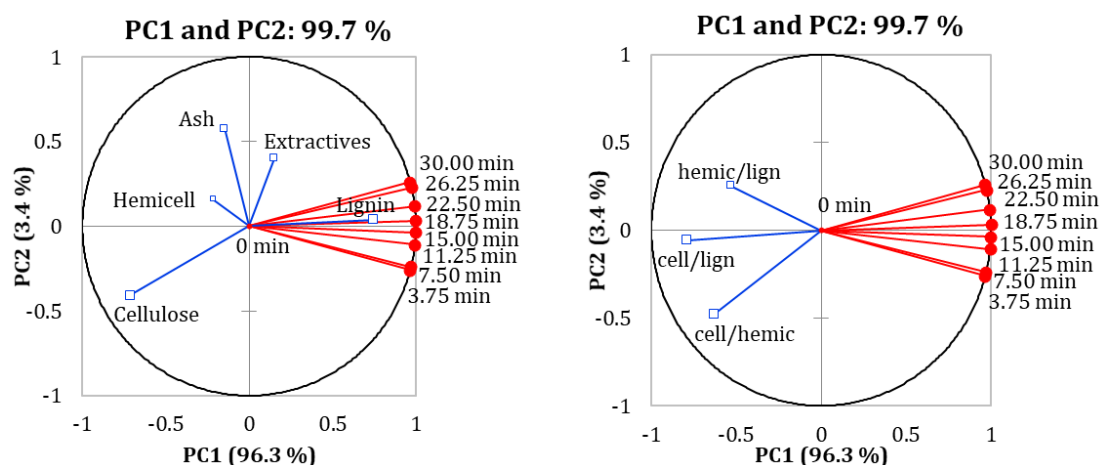 PC1 and PC2: 99.7 %
1
0.5
0
-0.5
-1
-1
-0.5
0
0.5
1
PC2 (3.4 %)
PC1 (96.3 %)
Ash
Extractives
Hemicell
Lignin
0 min
Cellulose
30.00 min
26.25 min
22.50 min
18.75 min
15.00 min
11.25 min
7.50 min
3.75 min
PC1 and PC2: 99.7 %
1
0.5
0
-0.5
-1
-1
-0.5
0
0.5
1
PC2 (3.4 %)
PC1 (96.3 %)
hemic/lign
0 min
cell/lign
cell/hemic
30.00 min
26.25 min
22.50 min
18.75 min
15.00 min
11.25 min
7.50 min
3.75 min